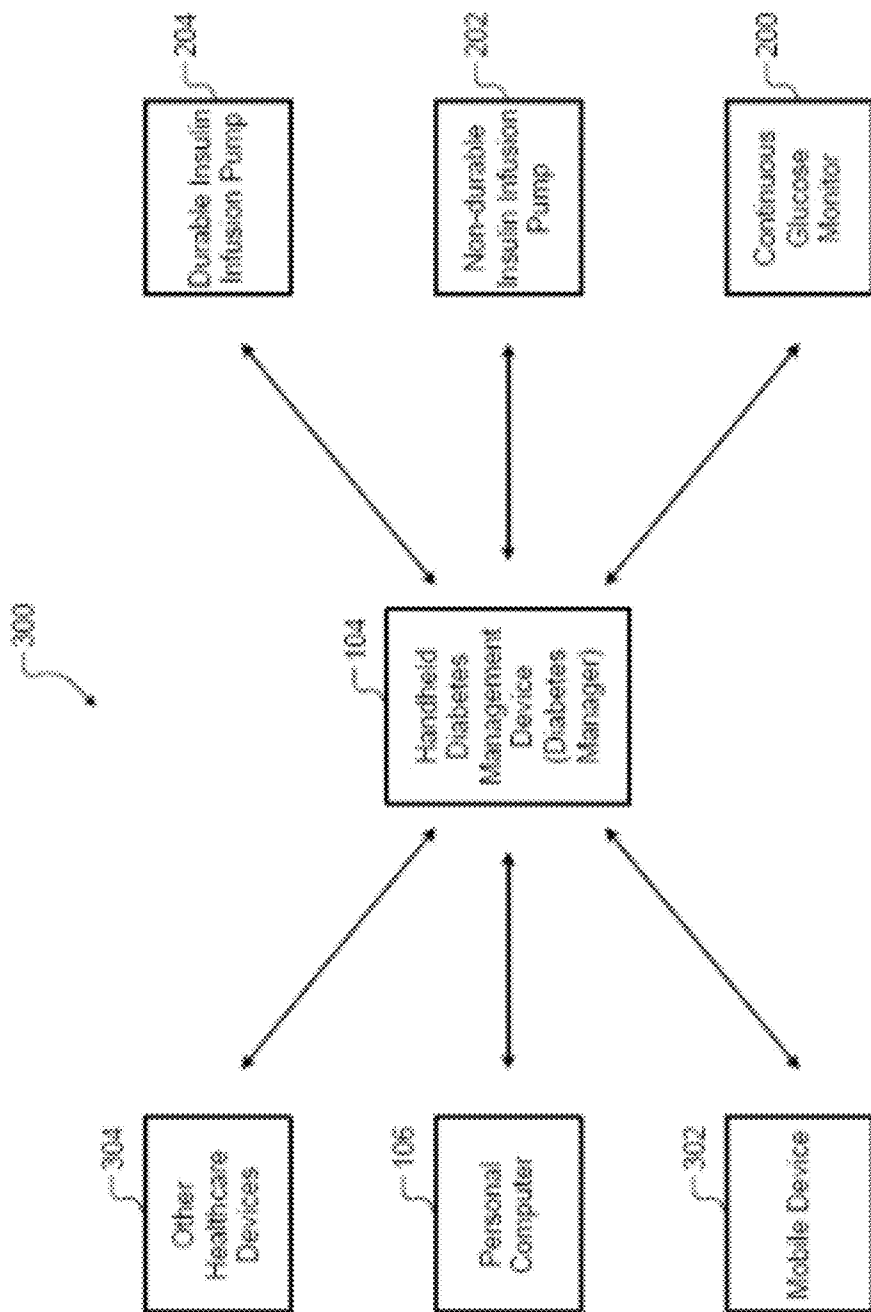 302
Mobile Device
106
Personal
Computer
304
Other
Healthcare
Devices
104
Handheld
Diabetes
Management
Device
(Diabetes
Manager)
300
Continuous
Glucose
Monitor
200
Non-durable
Insulin Infusion
Pump
202
Durable Insulin
Infusion Pump
204